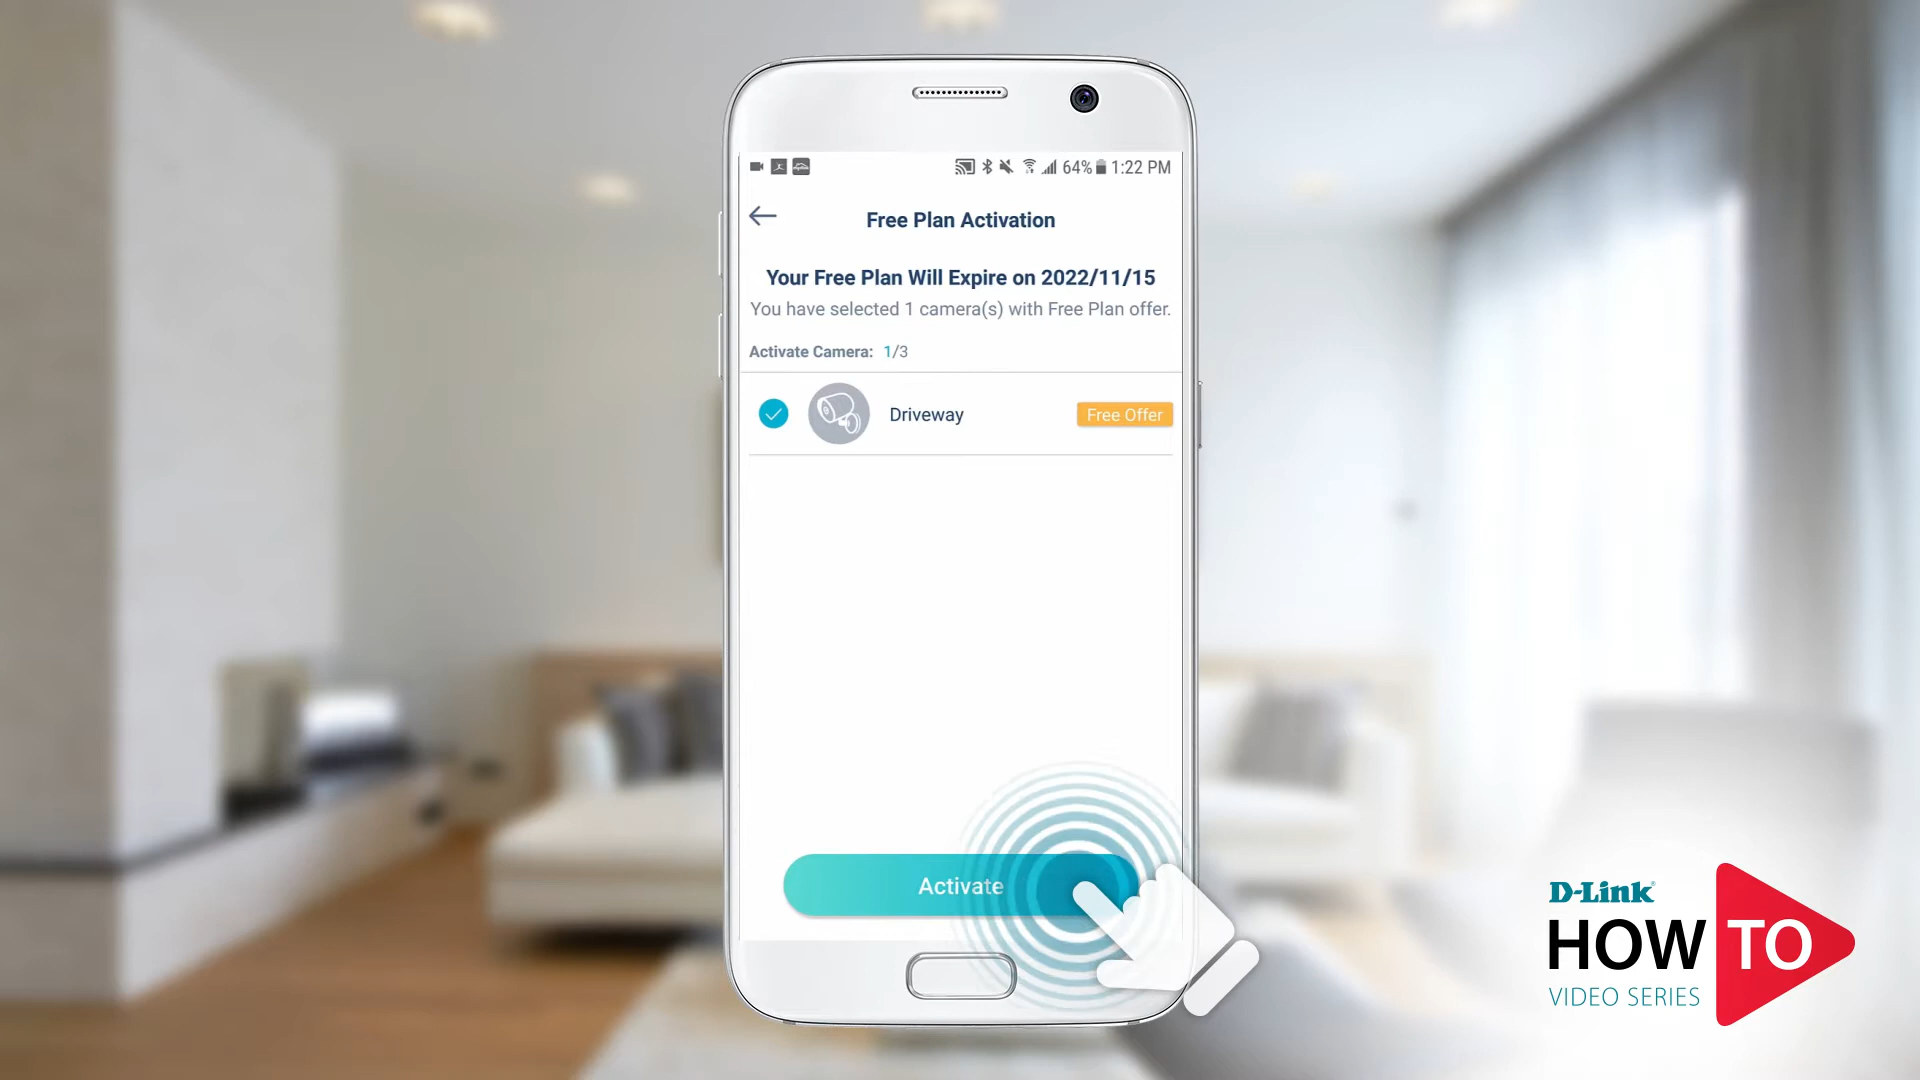 64% 1:22 PM
Free Plan Activation
Your Free Plan Will Expire on 2022/11/15
You have selected 1 camera(s) with Free Plan offer.
Activate Camera: 1/3
Driveway Free Offer
Activate
D-Link
HOW TO
VIDEO SERIES